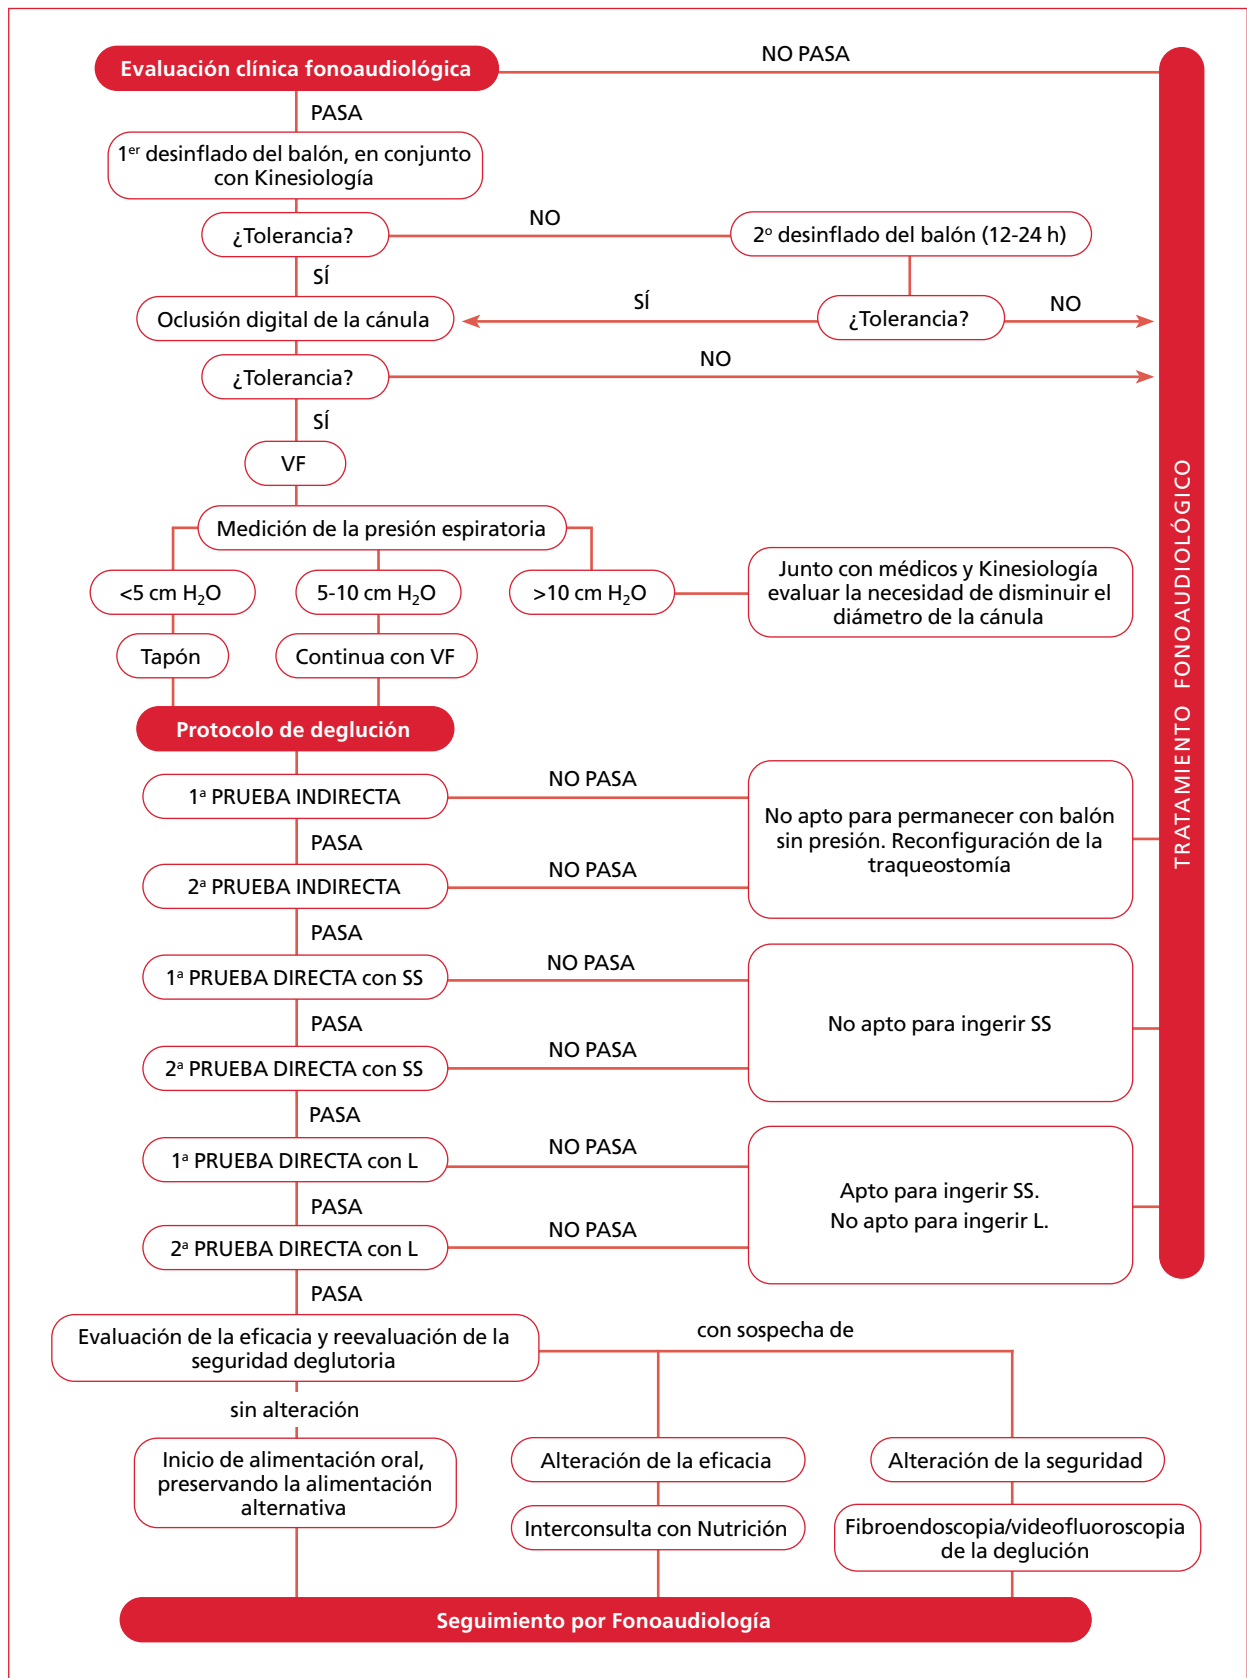 Evaluación clínica fonoaudiológica
NO PASA
PASA
1er desinflado del balón, en conjunto
con Kinesiología
¿Tolerancia?
NO
2º desinflado del balón (12-24 h)
SÍ
Oclusión digital de la cánula
SÍ
¿Tolerancia?
NO
¿Tolerancia?
NO
SÍ
VF
Medición de la presión espiratoria
<5 cm H₂O
5-10 cm H₂O
>10 cm H₂O
Junto con médicos y Kinesiología
evaluar la necesidad de disminuir el
diámetro de la cánula
Tapón
Continua con VF
Protocolo de deglución
1ª PRUEBA INDIRECTA
NO PASA
PASA
2ª PRUEBA INDIRECTA
NO PASA
No apto para permanecer con balón
sin presión. Reconfiguración de la
traqueostomía
PASA
1ª PRUEBA DIRECTA con SS
NO PASA
PASA
2ª PRUEBA DIRECTA con SS
NO PASA
No apto para ingerir SS
PASA
1ª PRUEBA DIRECTA con L
NO PASA
PASA
2ª PRUEBA DIRECTA con L
NO PASA
Apto para ingerir SS.
No apto para ingerir L.
PASA
TRATAMIENTO FONOAUDIOLÓGICO
Evaluación de la eficacia y reevaluación de la
seguridad deglutoria
con sospecha de
sin alteración
Inicio de alimentación oral,
preservando la alimentación
alternativa
Alteración de la eficacia
Alteración de la seguridad
Interconsulta con Nutrición
Fibroendoscopia/videofluoroscopia
de la deglución
Seguimiento por Fonoaudiología